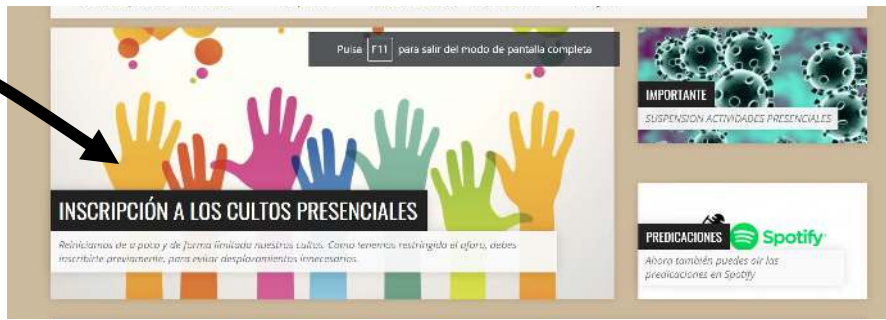 Pulsa F11 para salir del modo de pantalla completa
INSCRIPCIÓN A LOS CULTOS PRESENCIALES
Reiniciamos de a poco y de forma limitada nuestros cultos. Como tenemos restringido el aforo, debes
inscribirte previamente, para evitar desplazamientos innecesarios.
IMPORTANTE
SUSPENSION ACTIVIDADES PRESENCIALES
PREDICACIONES
Spotify
Ahora también puedes oir las
predicaciones en Spotify